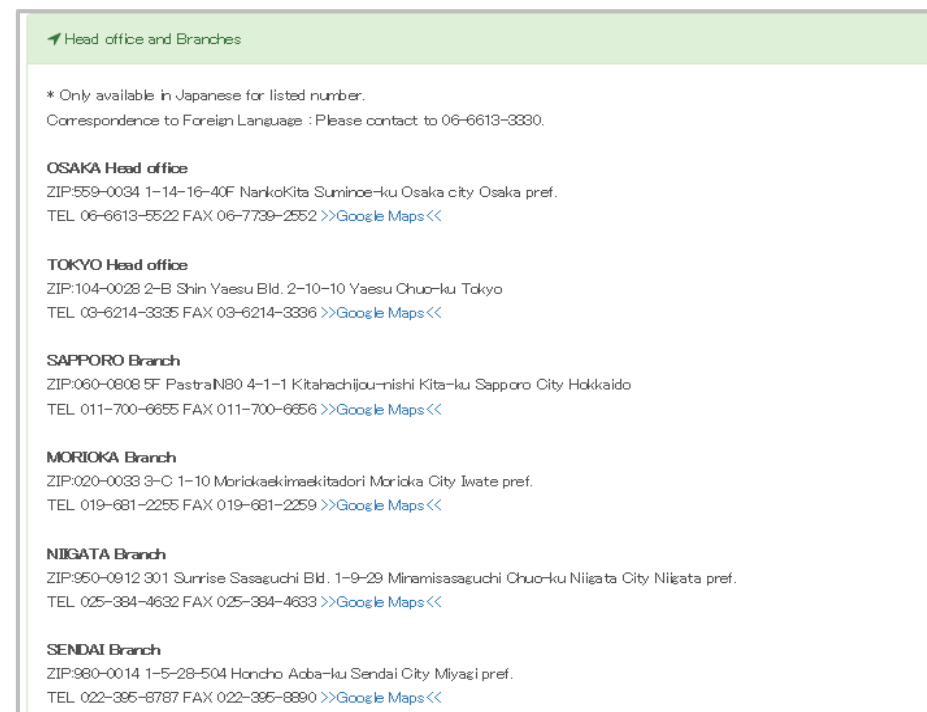 Head office and Branches
* Only available in Japanese for listed number.
Correspondence to Foreign Language : Please contact to 06-6613-3330.
OSAKA Head office
ZIP:559-0034 1-14-16-40F NankoKita Suminoe-ku Osaka city Osaka pref.
TEL 06-6613-5522 FAX 06-7739-2552 >>Google Maps<<
TOKYO Head office
ZIP:104-0028 2-B Shin Yaesu Bld. 2-10-10 Yaesu Chuo-ku Tokyo
TEL 03-6214-3335 FAX 03-6214-3336 >>Google Maps<<
SAPPORO Branch
ZIP:060-0808 5F PastralN80 4-1-1 Kitahachijou-nishi Kita-ku Sapporo City Hokkaido
TEL 011-700-6655 FAX 011-700-6656 >>Google Maps<<
MORIOKA Branch
ZIP:020-0033 3-C 1-10 Moriokaekimaekitadori Morioka City Iwate pref.
TEL 019-681-2255 FAX 019-681-2259 >>Google Maps<<
NIIGATA Branch
ZIP:950-0912 301 Sunrise Sasaguchi Bld. 1-9-29 Minamisasaguchi Chuo-ku Niigata City Niigata pref.
TEL 025-384-4632 FAX 025-384-4633 >>Google Maps<<
SENDAI Branch
ZIP:980-0014 1-5-28-504 Honcho Aoba-ku Sendai City Miyagi pref.
TEL 022-395-8787 FAX 022-395-8890 >>Google Maps<<